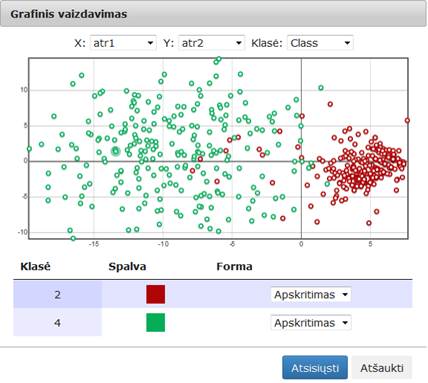 Grafinis vaizdavimas
X: atr1 Y: atr2 Klasė: Class
10
5
0
-5
-10
-15 -10 -5 0 5
Klasė Spalva Forma
2 Apskritimas
4 Apskritimas
Atsisiųsti Atšaukti